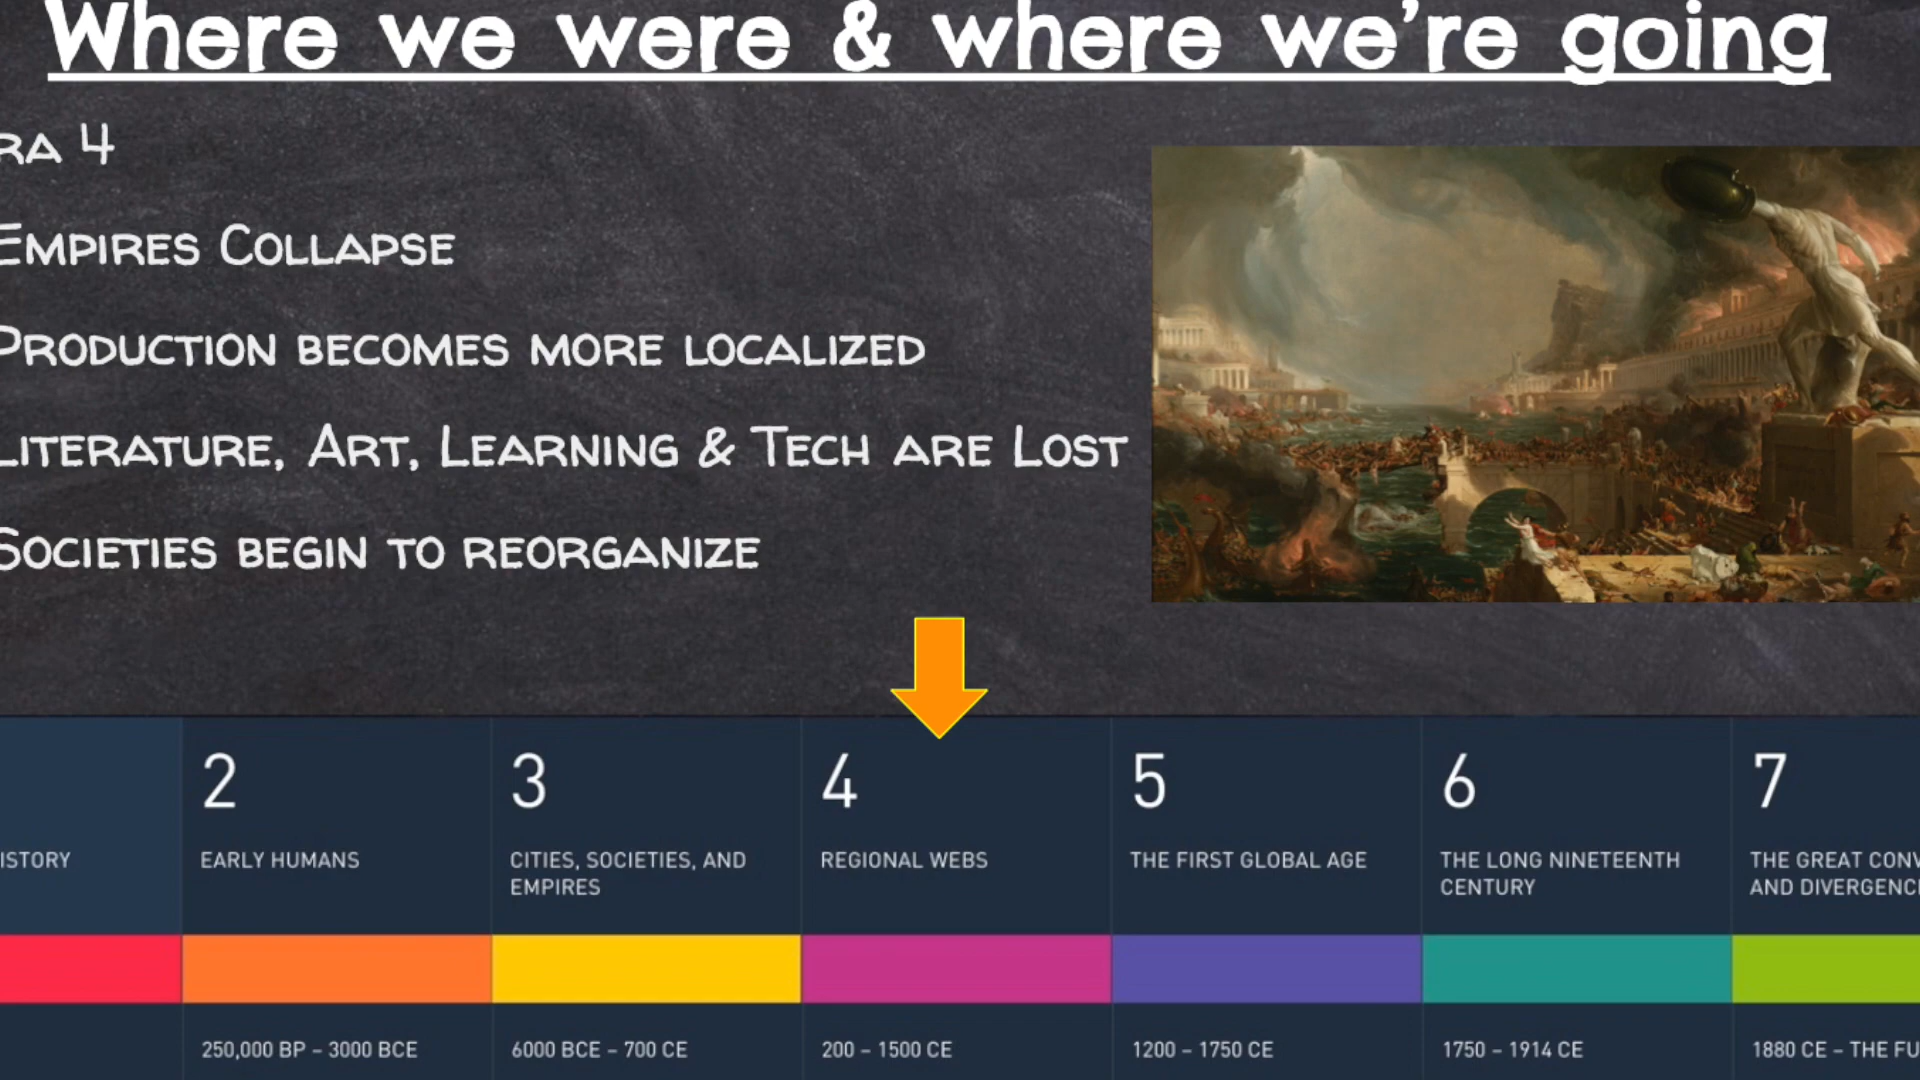 Where we were & where we're going
RA 4
EMPIRES COLLAPSE
PRODUCTION BECOMES MORE LOCALIZED
LITERATURE, ART, LEARNING & TECH ARE LOST
SOCIETIES BEGIN TO REORGANIZE
2
3
4
5
6
7
ISTORY
EARLY HUMANS
CITIES, SOCIETIES, AND
EMPIRES
REGIONAL WEBS
THE FIRST GLOBAL AGE
THE LONG NINETEENTH
CENTURY
THE GREAT CONV
AND DIVERGENC
250,000 BP – 3000 BCE
6000 BCE – 700 CE
200 – 1500 CE
1200 – 1750 CE
1750 – 1914 CE
1880 CE – THE FU